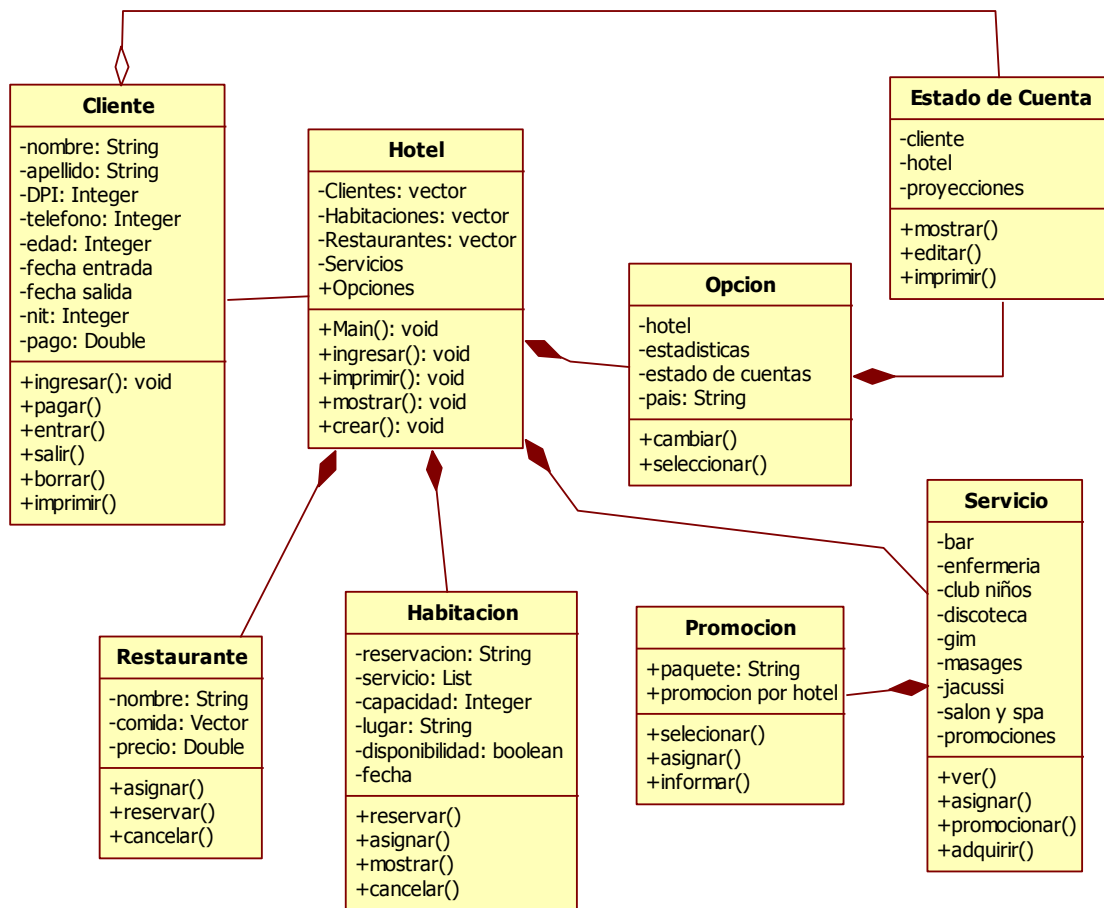 Cliente
-nombre: String
-apellido: String
-DPI: Integer
-telefono: Integer
-edad: Integer
-fecha entrada
-fecha salida
-nit: Integer
-pago: Double
+ingresar(): void
+pagar()
+entrar()
+salir()
+borrar()
+imprimir()
Hotel
-Clientes: vector
-Habitaciones: vector
-Restaurantes: vector
-Servicios
+Opciones
+Main(): void
+ingresar(): void
+imprimir(): void
+mostrar(): void
+crear(): void
Estado de Cuenta
-cliente
-hotel
-proyecciones
+mostrar()
+editar()
+imprimir()
Opcion
-hotel
-estadisticas
-estado de cuentas
-pais: String
+cambiar()
+seleccionar()
Restaurante
-nombre: String
-comida: Vector
-precio: Double
+asignar()
+reservar()
+cancelar()
Habitacion
-reservacion: String
-servicio: List
-capacidad: Integer
-lugar: String
-disponibilidad: boolean
-fecha
+reservar()
+asignar()
+mostrar()
+cancelar()
Promocion
+paquete: String
+promocion por hotel
+selecionar()
+asignar()
+informar()
Servicio
-bar
-enfermeria
-club niños
-discoteca
-gim
-masages
-jacussi
-salon y spa
-promociones
+ver()
+asignar()
+promocionar()
+adquirir()